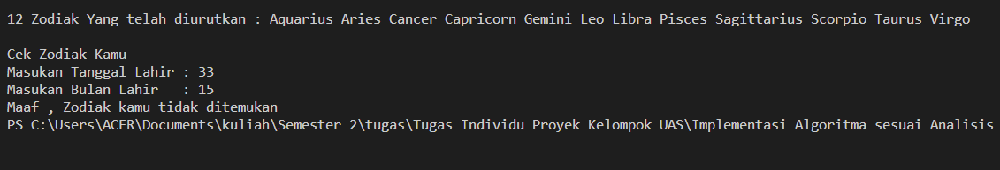 12 Zodiak Yang telah diurutkan : Aquarius Aries Cancer Capricorn Gemini Leo Libra Pisces Sagittarius Scorpio Taurus Virgo
Cek Zodiak Kamu
Masukan Tanggal Lahir : 33
Masukan Bulan Lahir   : 15
Maaf , Zodiak kamu tidak ditemukan
PS C:\Users\ACER\Documents\kuliah\Semester 2\tugas\Tugas Individu Proyek Kelompok UAS\Implementasi Algoritma sesuai Analisis